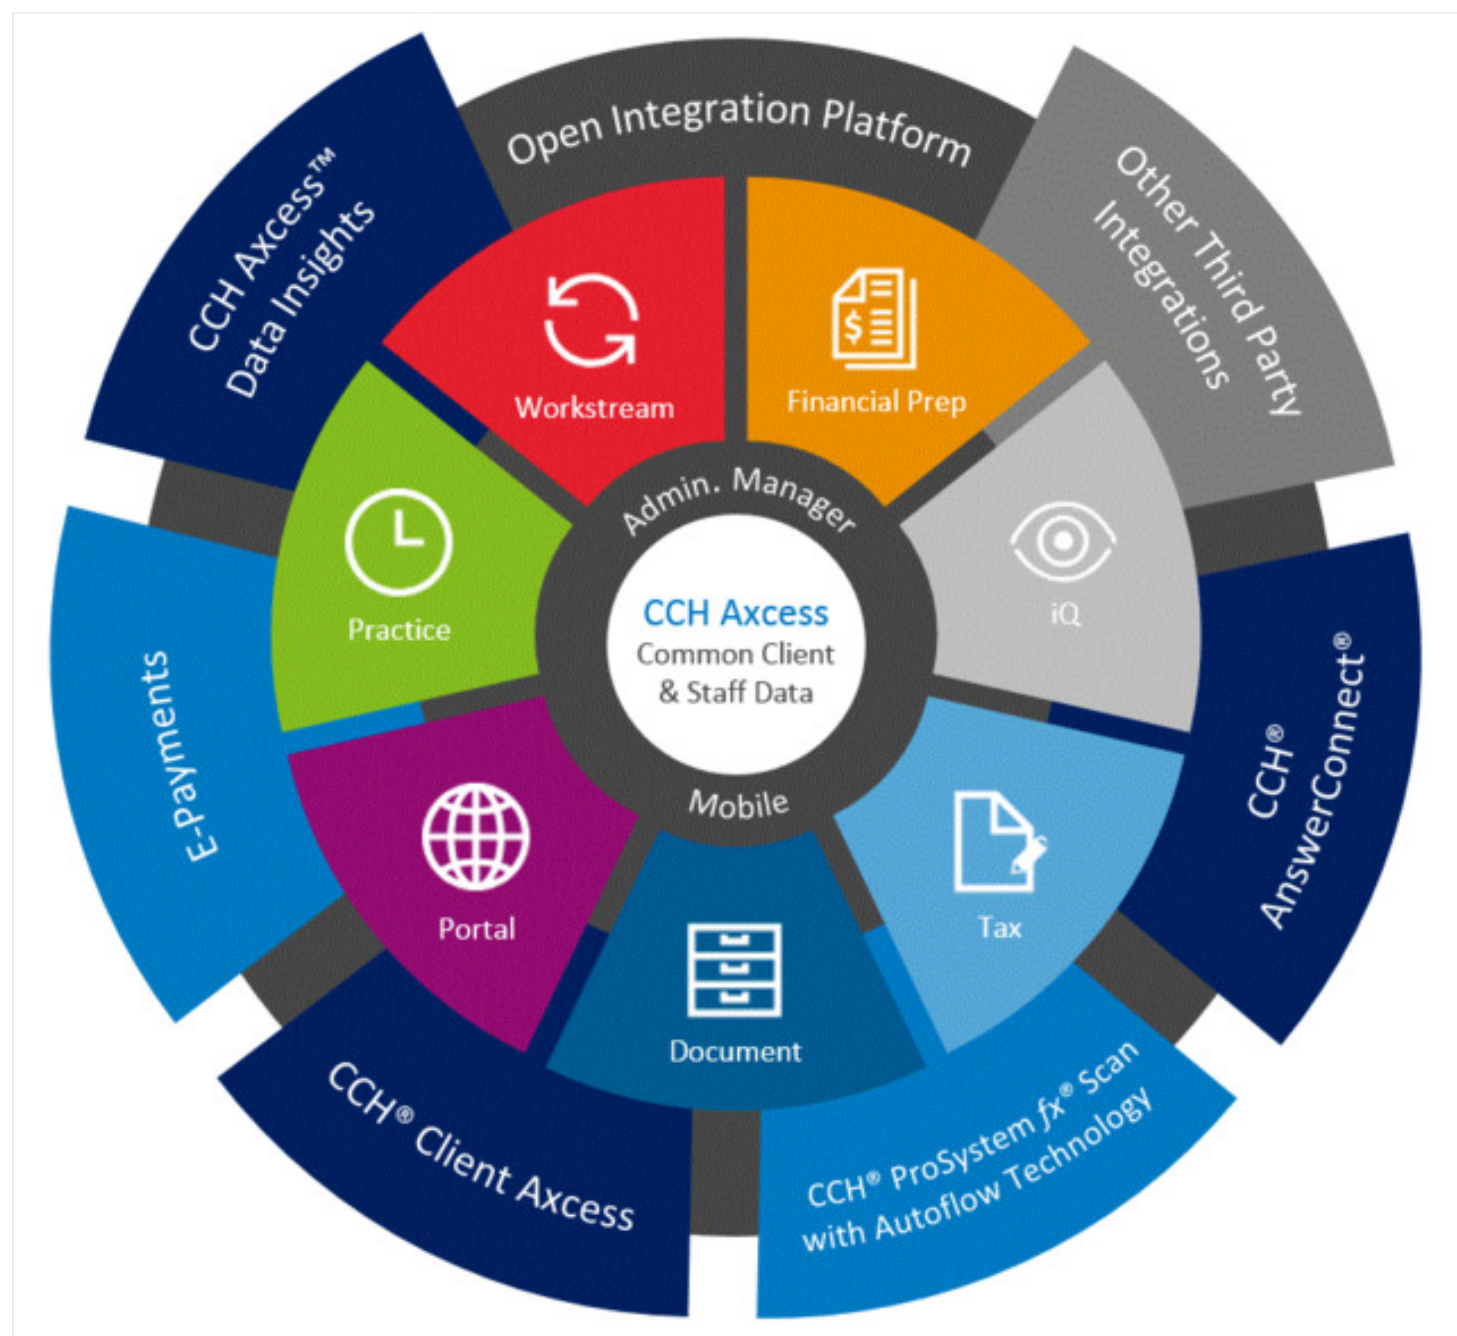 Open Integration Platform
CCH Axcess™
Data Insights
Other Third Party
Integrations
Workstream
Financial Prep
Practice
iQ
Admin. Manager
CCH Axcess
Common Client
& Staff Data
Mobile
E-Payments
CCH®
AnswerConnect®
Portal
Tax
Document
CCH® Client Axcess
CCH® ProSystem fx® Scan
with Autoflow Technology